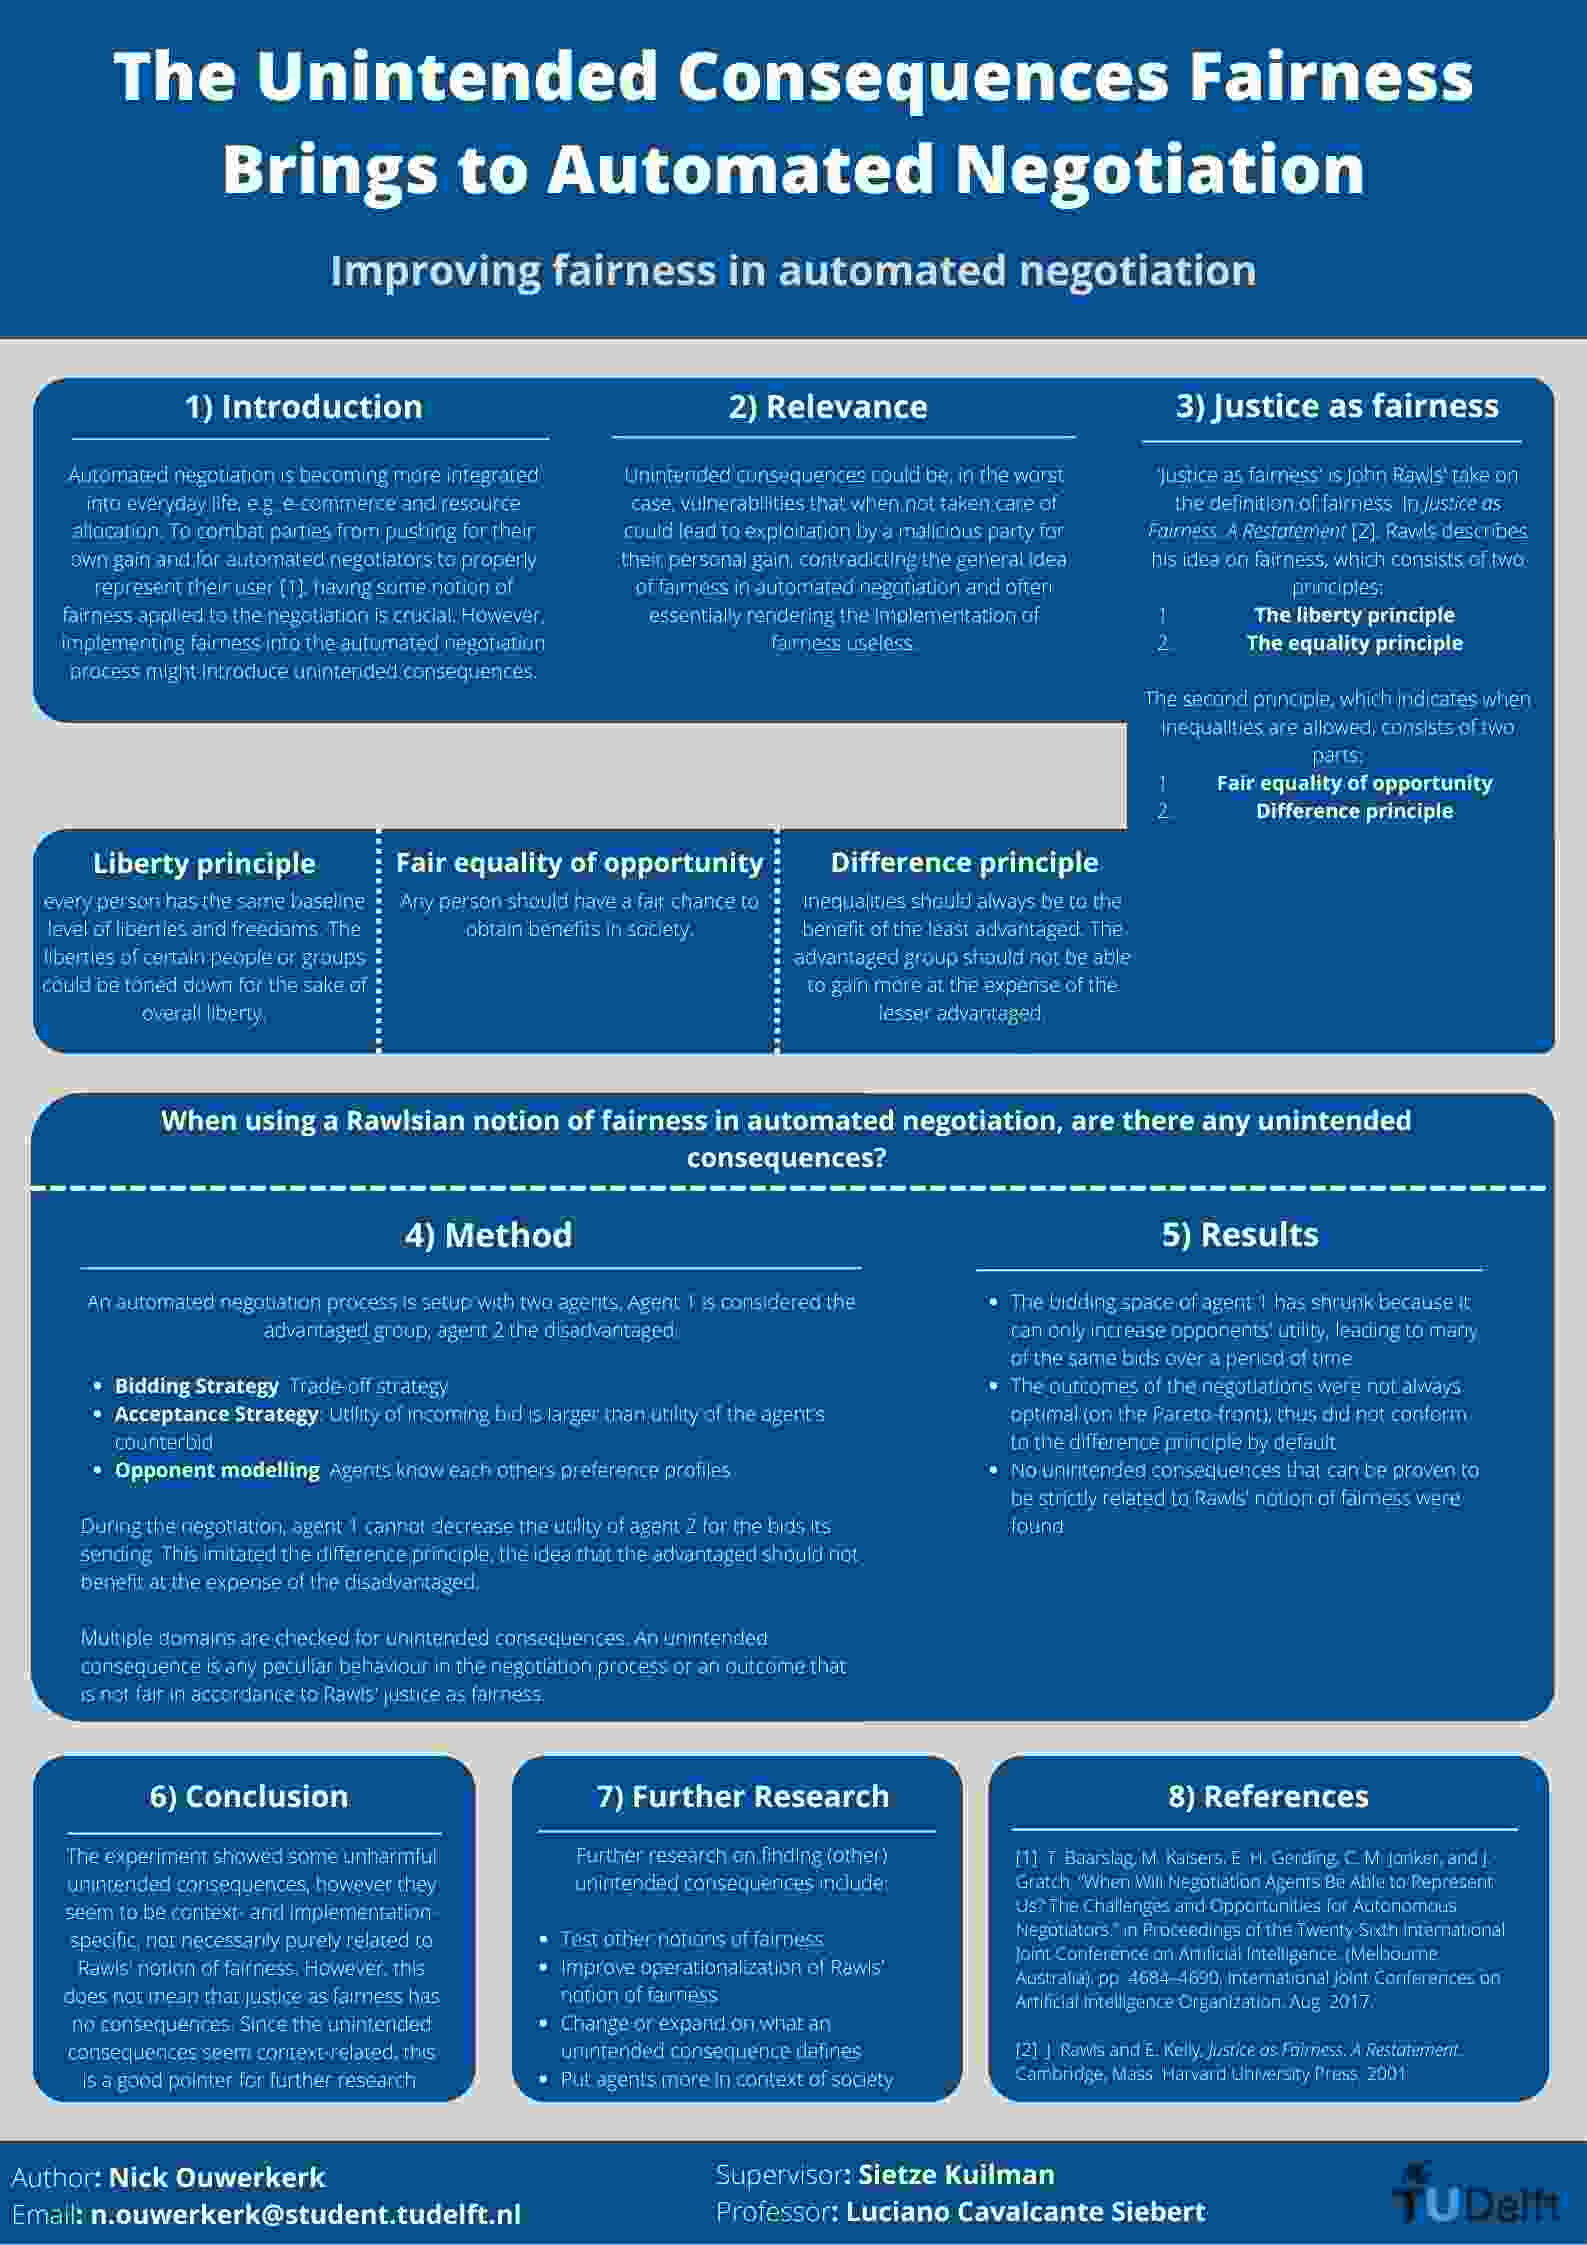 The Unintended Consequences Fairness
Brings to Automated Negotiation
Improving fairness in automated negotiation
1) Introduction
Automated negotiation is becoming more integrated
into everyday life, e.g. e-commerce and resource
allocation. To combat parties from pushing for their
own gain and for automated negotiators to properly
represent their user [1], having some notion of
fairness applied to the negotiation is crucial. However,
implementing fairness into the automated negotiation
process might introduce unintended consequences.
2) Relevance
Unintended consequences could be, in the worst
case, vulnerabilities that when not taken care of
could lead to exploitation by a malicious party for
their personal gain, contradicting the general idea
of fairness in automated negotiation and often
essentially rendering the implementation of
fairness useless.
3) Justice as fairness
'Justice as fairness' is John Rawls' take on
the definition of fairness. In Justice as
Fairness: A Restatement [2], Rawls describes
his idea on fairness, which consists of two
principles:
1. The liberty principle
2. The equality principle
The second principle, which indicates when
inequalities are allowed, consists of two
parts:
1. Fair equality of opportunity
2. Difference principle
Liberty principle
every person has the same baseline
level of liberties and freedoms. The
liberties of certain people or groups
could be toned down for the sake of
overall liberty.
Fair equality of opportunity
Any person should have a fair chance to
obtain benefits in society.
Difference principle
Inequalities should always be to the
benefit of the least advantaged. The
advantaged group should not be able
to gain more at the expense of the
lesser advantaged.
When using a Rawlsian notion of fairness in automated negotiation, are there any unintended
consequences?
4) Method
An automated negotiation process is setup with two agents. Agent 1 is considered the
advantaged group, agent 2 the disadvantaged.
• Bidding Strategy: Trade-off strategy
• Acceptance Strategy: Utility of incoming bid is larger than utility of the agent's
counterbid
• Opponent modelling: Agents know each others preference profiles
During the negotiation, agent 1 cannot decrease the utility of agent 2 for the bids its
sending. This imitated the difference principle, the idea that the advantaged should not
benefit at the expense of the disadvantaged.
Multiple domains are checked for unintended consequences. An unintended
consequence is any peculiar behaviour in the negotiation process or an outcome that
is not fair in accordance to Rawls' justice as fairness.
5) Results
• The bidding space of agent 1 has shrunk because it
can only increase opponents' utility, leading to many
of the same bids over a period of time
• The outcomes of the negotiations were not always
optimal (on the Pareto-front), thus did not conform
to the difference principle by default
• No unintended consequences that can be proven to
be strictly related to Rawls' notion of fairness were
found
6) Conclusion
The experiment showed some unharmful
unintended consequences, however they
seem to be context- and implementation-
specific, not necessarily purely related to
Rawls' notion of fairness. However, this
does not mean that justice as fairness has
no consequences. Since the unintended
consequences seem context-related, this
is a good pointer for further research
7) Further Research
Further research on finding (other)
unintended consequences include:
• Test other notions of fairness
• Improve operationalization of Rawls'
notion of fairness
• Change or expand on what an
unintended consequence defines
• Put agents more in context of society
8) References
[1] T. Baarslag, M. Kaisers, E. H. Gerding, C. M. Jonker, and J.
Gratch, "When Will Negotiation Agents Be Able to Represent
Us? The Challenges and Opportunities for Autonomous
Negotiators," in Proceedings of the Twenty-Sixth International
Joint Conference on Artificial Intelligence, (Melbourne,
Australia), pp. 4684–4690, International Joint Conferences on
Artificial Intelligence Organization, Aug. 2017.
[2] J. Rawls and E. Kelly, Justice as Fairness: A Restatement.
Cambridge, Mass: Harvard University Press, 2001
Author: Nick Ouwerkerk
Email: n.ouwerkerk@student.tudelft.nl
Supervisor: Sietze Kuilman
Professor: Luciano Cavalcante Siebert
TU Delft